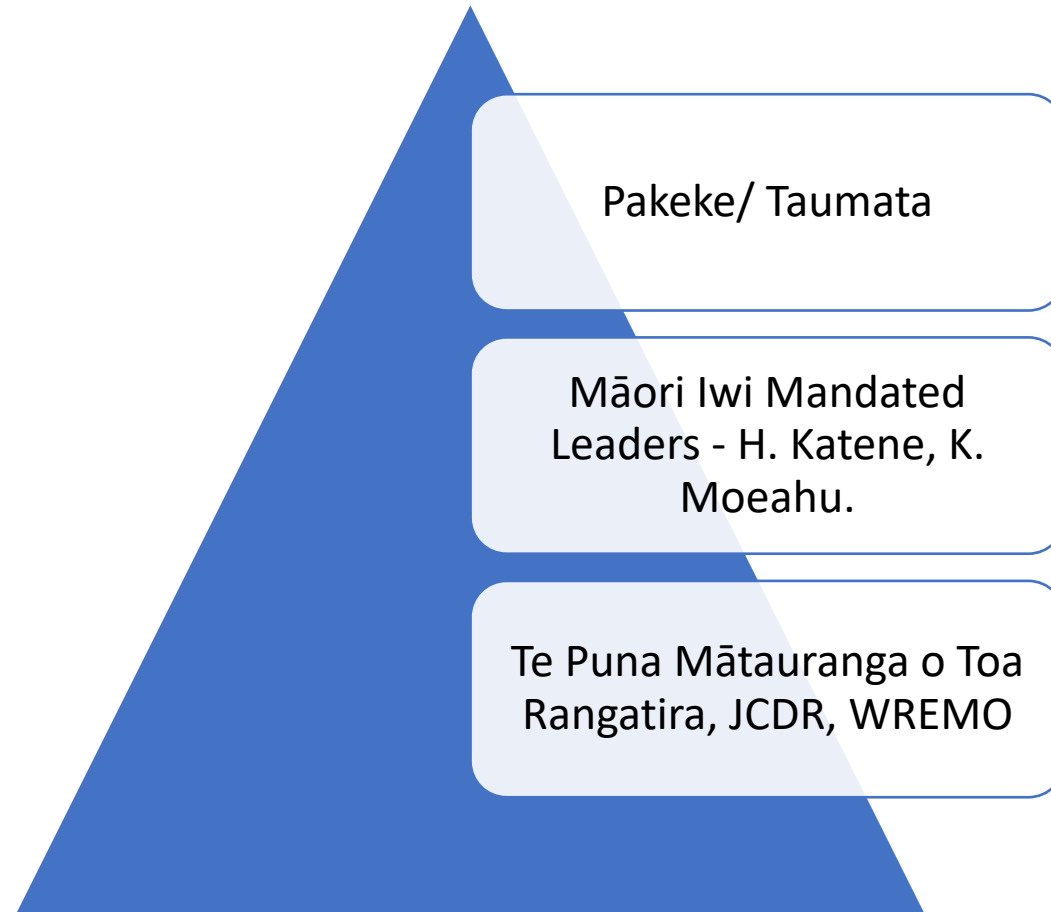 Pakeke/ Taumata
Māori Iwi Mandated
Leaders - H. Katene, K.
Moeahu.
Te Puna Mātauranga o Toa
Rangatira, JCDR, WREMO